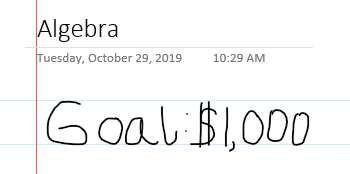 Algebra
Tuesday, October 29, 2019 10:29 AM
Goal:$1,000